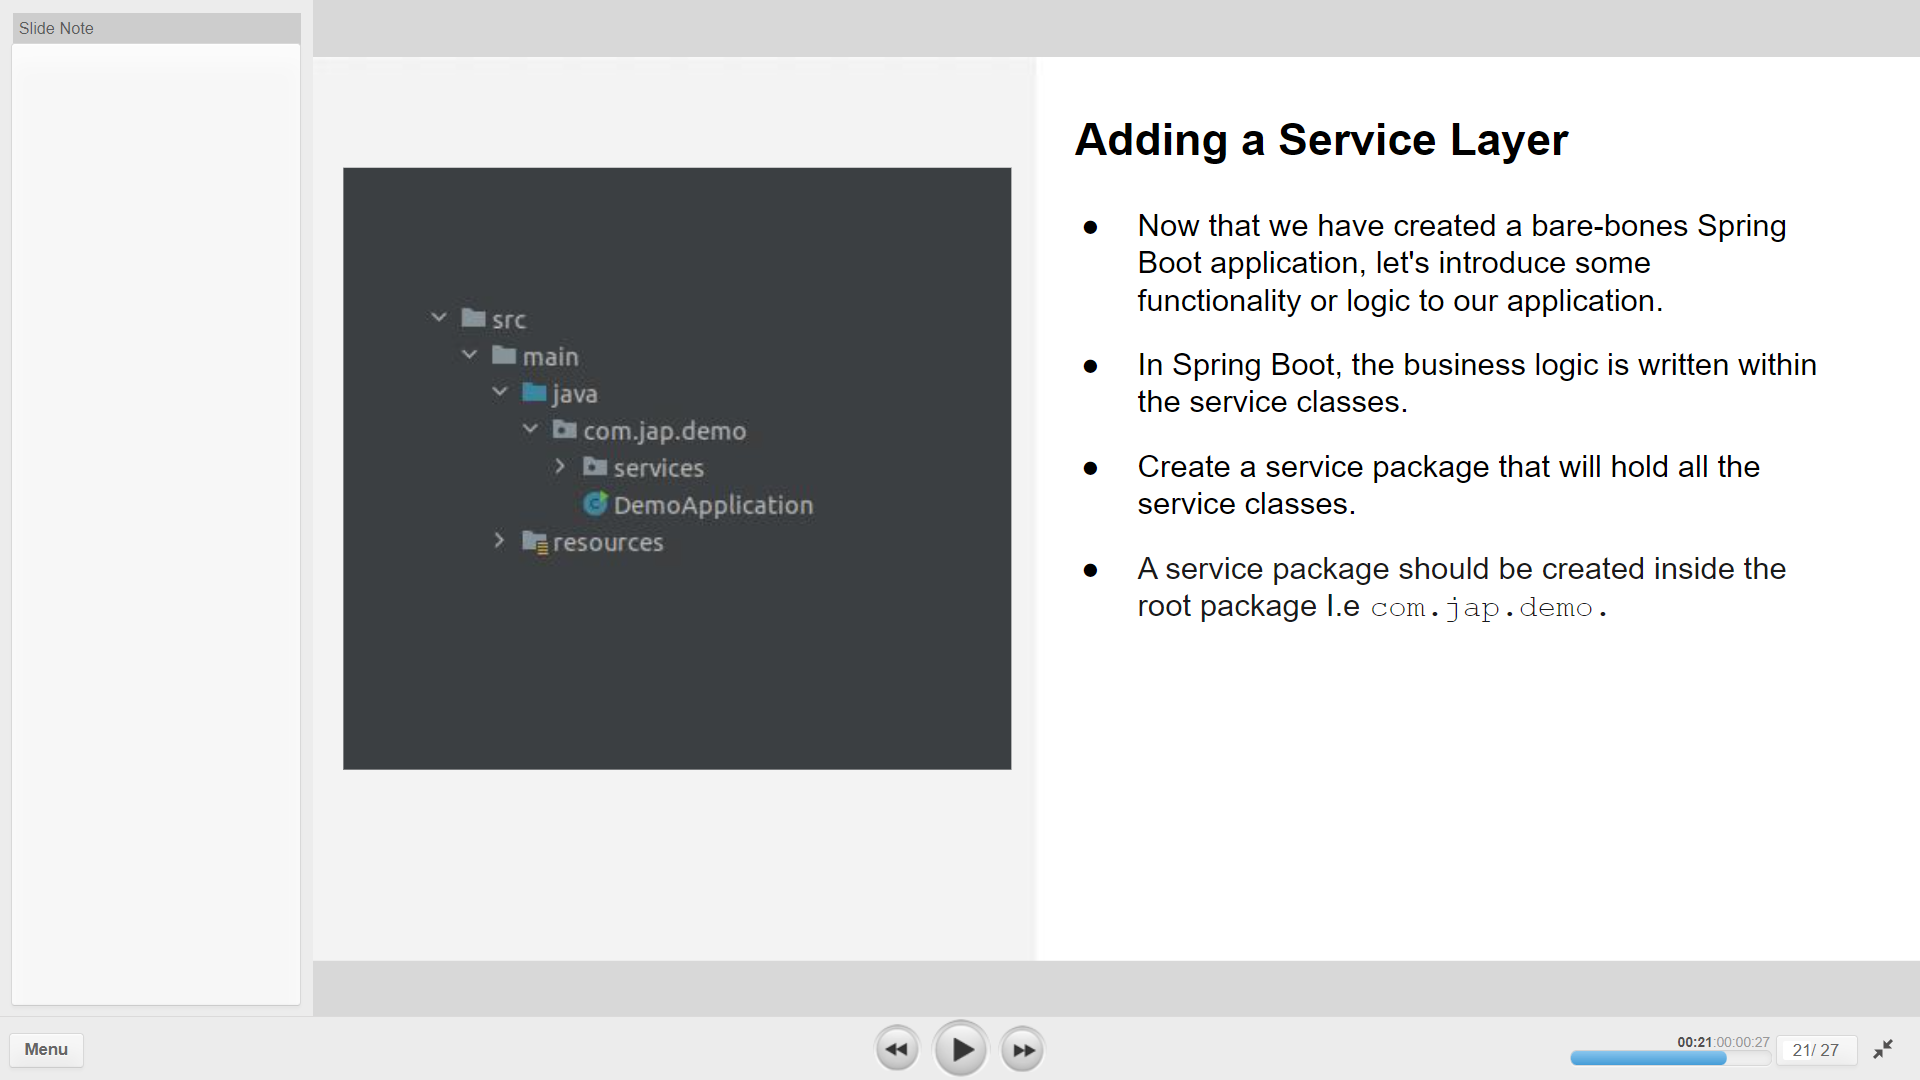 Slide Note
src
main
java
com.jap.demo
services
DemoApplication
resources
Adding a Service Layer
● Now that we have created a bare-bones Spring
Boot application, let's introduce some
functionality or logic to our application.
● In Spring Boot, the business logic is written within
the service classes.
● Create a service package that will hold all the
service classes.
● A service package should be created inside the
root package I.e com.jap.demo.
Menu
00:21:00:00:27
21/ 27